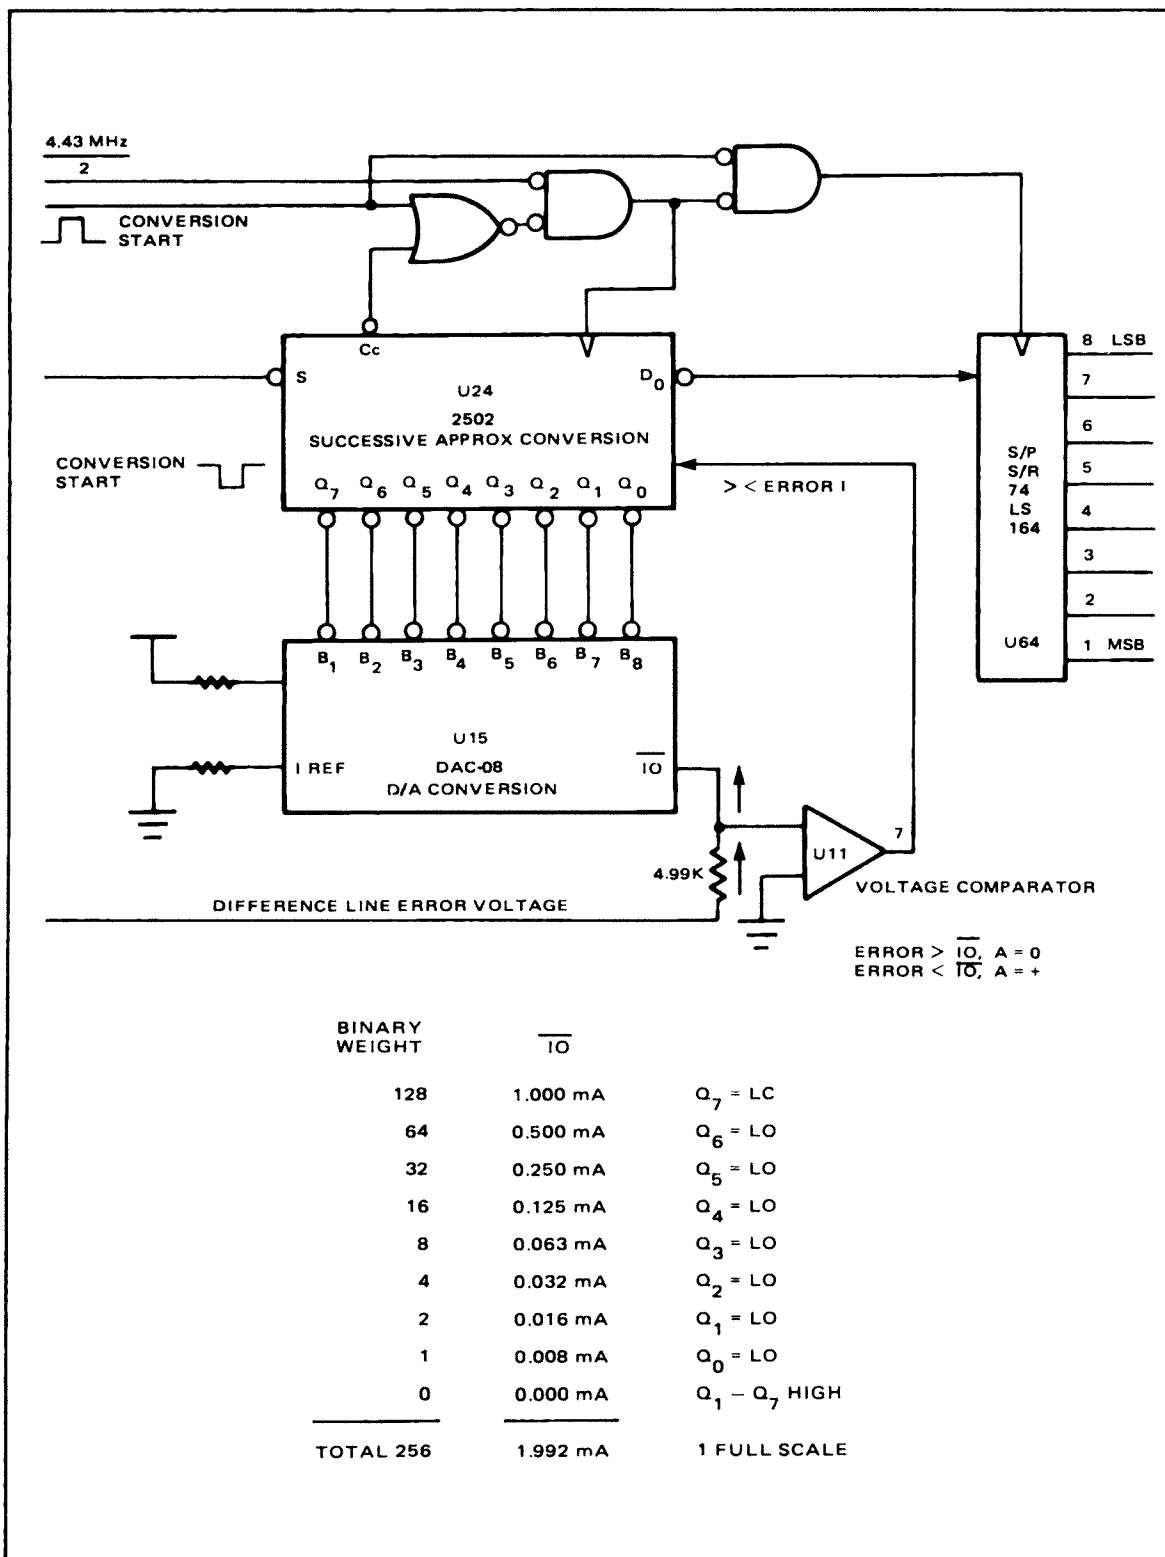 4.43 MHz
2
CONVERSION
START
Cc
S
D0
U24
2502
SUCCESSIVE APPROX CONVERSION
CONVERSION
START
Q7 Q6 Q5 Q4 Q3 Q2 Q1 Q0
> < ERROR I
8 LSB
7
6
5
4
3
2
1 MSB
S/P
S/R
74
LS
164
U64
B1 B2 B3 B4 B5 B6 B7 B8
U15
I REF
DAC-08
D/A CONVERSION
IO
4.99K
U11
7
VOLTAGE COMPARATOR
DIFFERENCE LINE ERROR VOLTAGE
ERROR > IO, A = 0
ERROR < IO, A = +
BINARY
WEIGHT
IO
128 1.000 mA Q7 = LC
64 0.500 mA Q6 = LO
32 0.250 mA Q5 = LO
16 0.125 mA Q4 = LO
8 0.063 mA Q3 = LO
4 0.032 mA Q2 = LO
2 0.016 mA Q1 = LO
1 0.008 mA Q0 = LO
0 0.000 mA Q1 – Q7 HIGH
TOTAL 256 1.992 mA 1 FULL SCALE